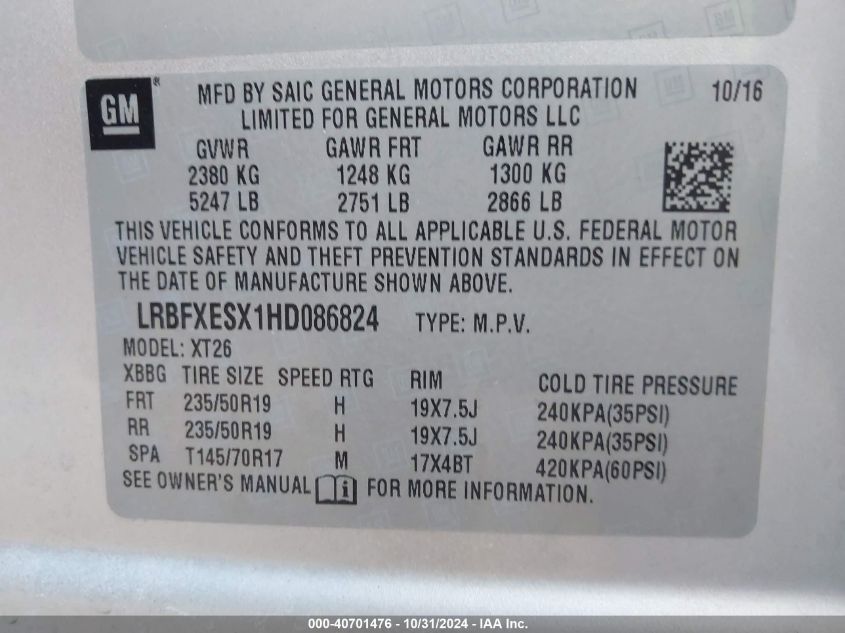 GM ®
MFD BY SAIC GENERAL MOTORS CORPORATION 10/16
LIMITED FOR GENERAL MOTORS LLC
GVWR GAWR FRT GAWR RR
2380 KG 1248 KG 1300 KG
5247 LB 2751 LB 2866 LB
THIS VEHICLE CONFORMS TO ALL APPLICABLE U.S. FEDERAL MOTOR
VEHICLE SAFETY AND THEFT PREVENTION STANDARDS IN EFFECT ON
THE DATE OF MANUFACTURE SHOWN ABOVE.
LRBFXESX1HD086824 TYPE: M.P.V.
MODEL: XT26
XBBG TIRE SIZE SPEED RTG RIM COLD TIRE PRESSURE
FRT 235/50R19 H 19X7.5J 240KPA(35PSI)
RR 235/50R19 H 19X7.5J 240KPA(35PSI)
SPA T145/70R17 M 17X4BT 420KPA(60PSI)
SEE OWNER'S MANUAL i FOR MORE INFORMATION.
000-40701476 - 10/31/2024 - IAA Inc.